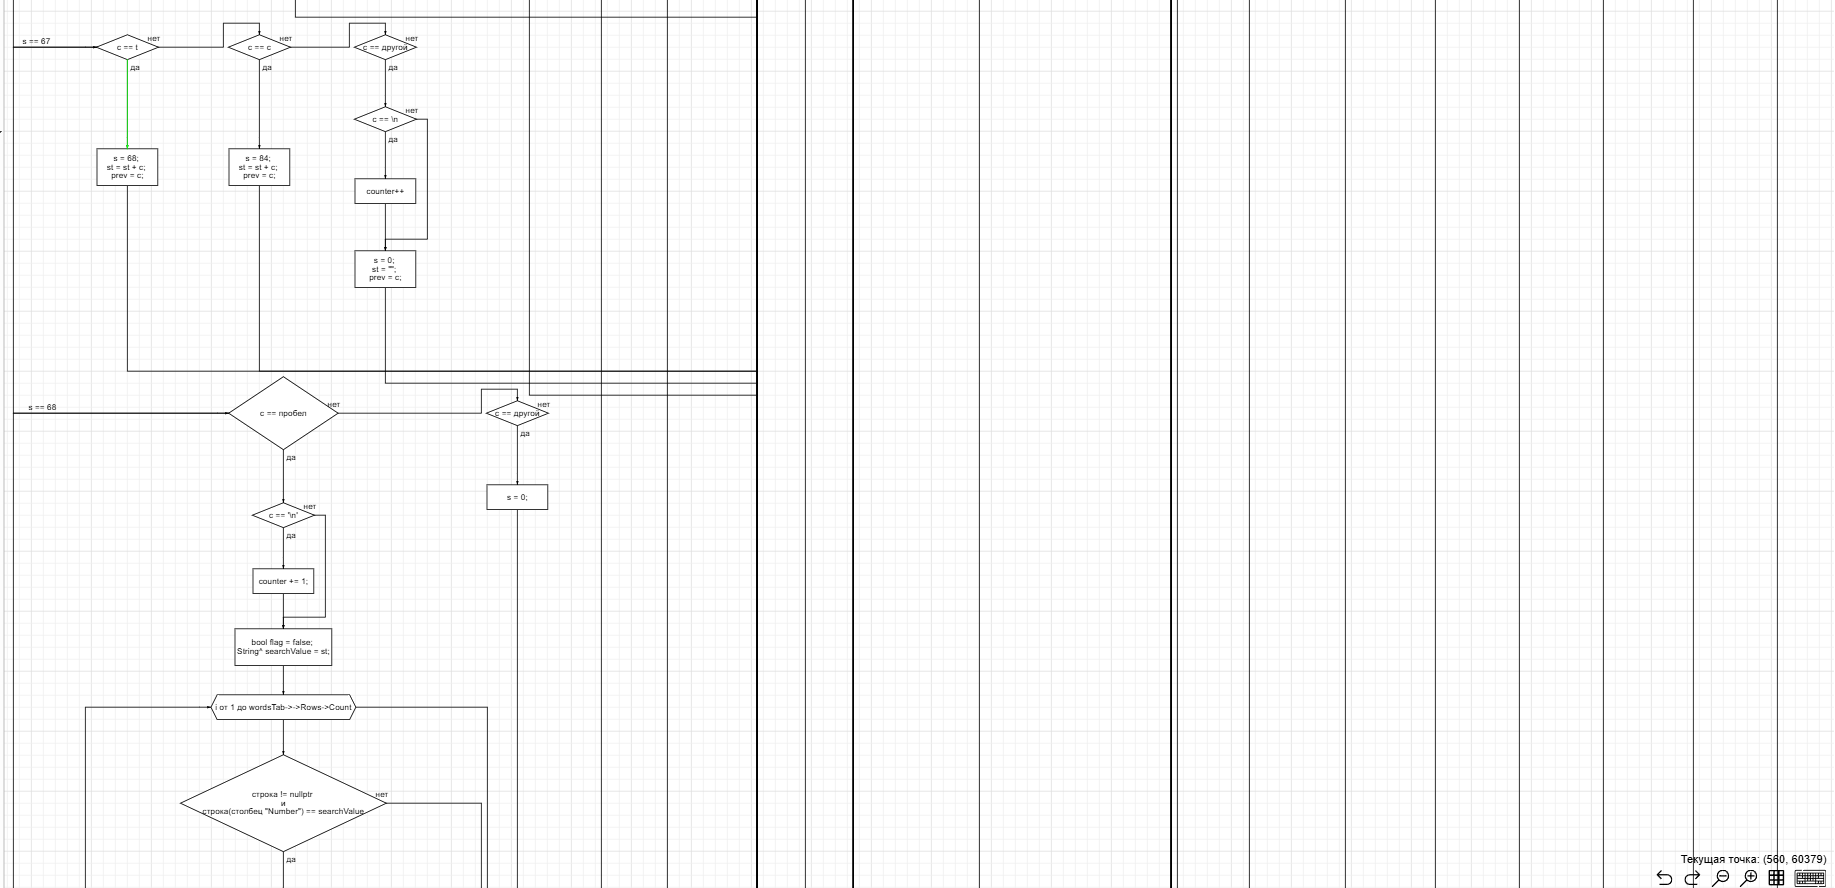 s == 67
c == t
нет
да
c == c
нет
да
c == другой
нет
да
c == \n
нет
да
s = 68;
st = st + c;
prev = c;
s = 84;
st = st + c;
prev = c;
counter++
s = 0;
st = "";
prev = c;
s == 68
c == пробел
нет
да
c == другой
нет
да
s = 0;
c == '\n'
нет
да
counter += 1;
bool flag = false;
String^ searchValue = st;
i от 1 до wordsTab->->Rows->Count
строка != nullptr
и
строка(столбец "Number") == searchValue
нет
да
Текущая точка: (560, 60379)